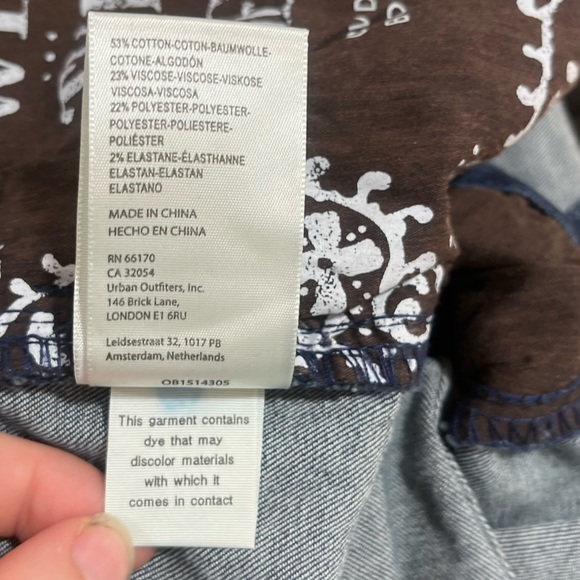 53% COTTON-COTON-BAUMWOLLE-
COTONE-ALGODÓN
23% VISCOSE-VISCOSE-VISKOSE
VISCOSA-VISCOSA
22% POLYESTER-POLYESTER-
POLYESTER-POLIESTERE-
POLIÉSTER
2% ELASTANE-ÉLASTHANNE
ELASTAN-ELASTAN
ELASTANO
MADE IN CHINA
HECHO EN CHINA
RN 66170
CA 32054
Urban Outfitters, Inc.
146 Brick Lane,
LONDON E1 6RU
Leidsestraat 32, 1017 PB
Amsterdam, Netherlands
OB1514305
This garment contains
dye that may
discolor materials
with which it
comes in contact